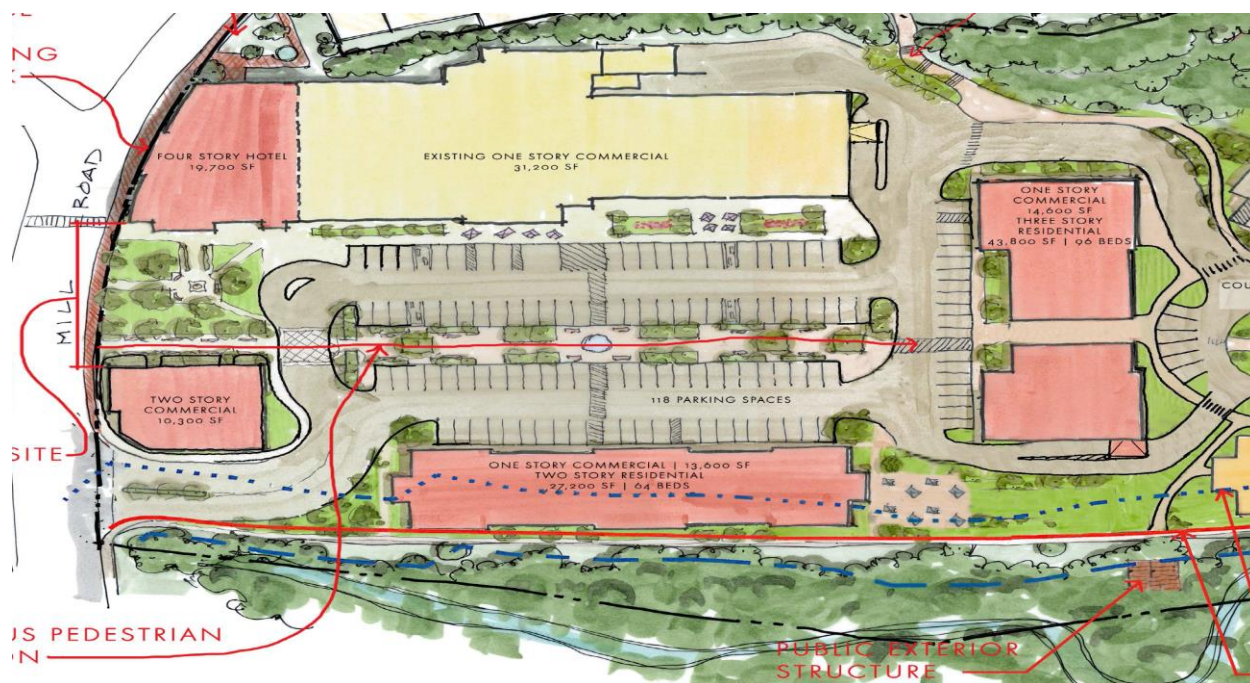 NG
FOUR STORY HOTEL
19,700 SF
EXISTING ONE STORY COMMERCIAL
31,200 SF
ONE STORY
COMMERCIAL
14,600 SF
THREE STORY
RESIDENTIAL
43,800 SF | 96 BEDS
MILL ROAD
COU
TWO STORY
COMMERCIAL
10,300 SF
118 PARKING SPACES
SITE
ONE STORY COMMERCIAL | 13,600 SF
TWO STORY RESIDENTIAL
27,200 SF | 64 BEDS
US PEDESTRIAN
ON
PUBLIC EXTERIOR
STRUCTURE